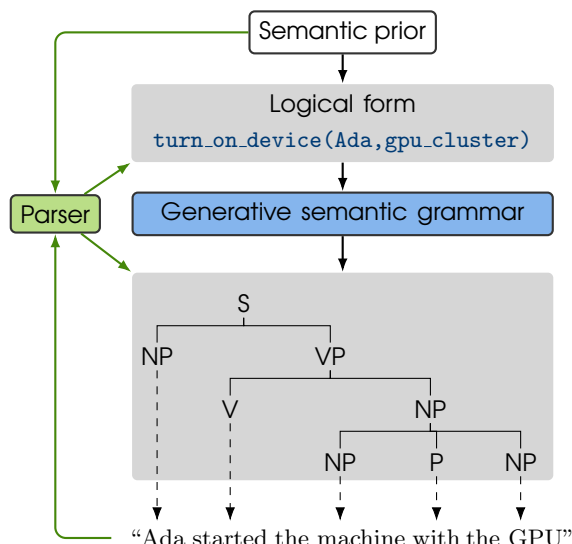 Semantic prior
Logical form
turn_on_device(Ada,gpu_cluster)
Parser
Generative semantic grammar
S
NP VP
V NP
NP P NP
“Ada started the machine with the GPU”